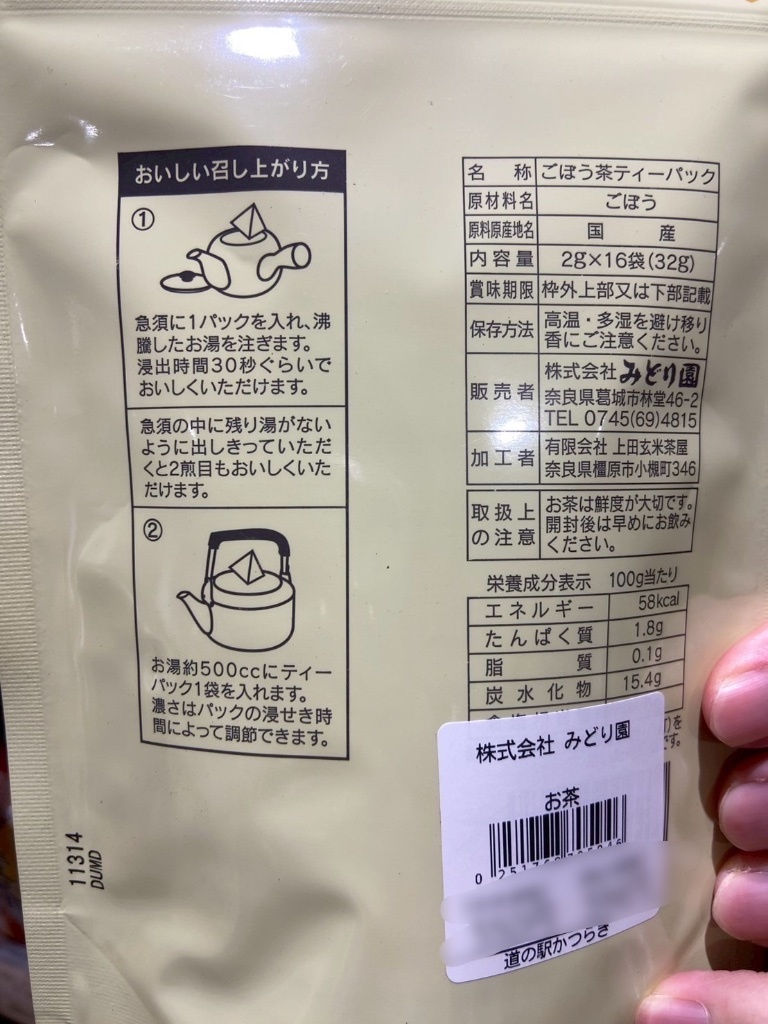 おいしい召し上がり方
①
急須に1パックを入れ、沸
騰したお湯を注ぎます。
浸出時間30秒ぐらいで
おいしくいただけます。
急須の中に残り湯がない
ように出しきっていただ
くと2煎目もおいしくいた
だけます。
②
お湯約500ccにティー
パック1袋を入れます。
濃さはパックの浸せき時
間によって調節できます。
11314
DUMD
名称 ごぼう茶ティーパック
原材料名 ごぼう
原料原産地名 国産
内容量 2g×16袋(32g)
賞味期限 枠外上部又は下部記載
保存方法 高温・多湿を避け移り
香にご注意ください。
販売者 株式会社 みどり園
奈良県葛城市林堂46-2
TEL 0745(69)4815
加工者 有限会社 上田玄米茶屋
奈良県橿原市小槻町346
取扱上
の注意
お茶は鮮度が大切です。
開封後は早めにお飲み
ください。
栄養成分表示 100g当たり
エネルギー 58kcal
たんぱく質 1.8g
脂質 0.1g
炭水化物 15.4g
)を
です。
株式会社 みどり園
お茶
道の駅かつらぎ